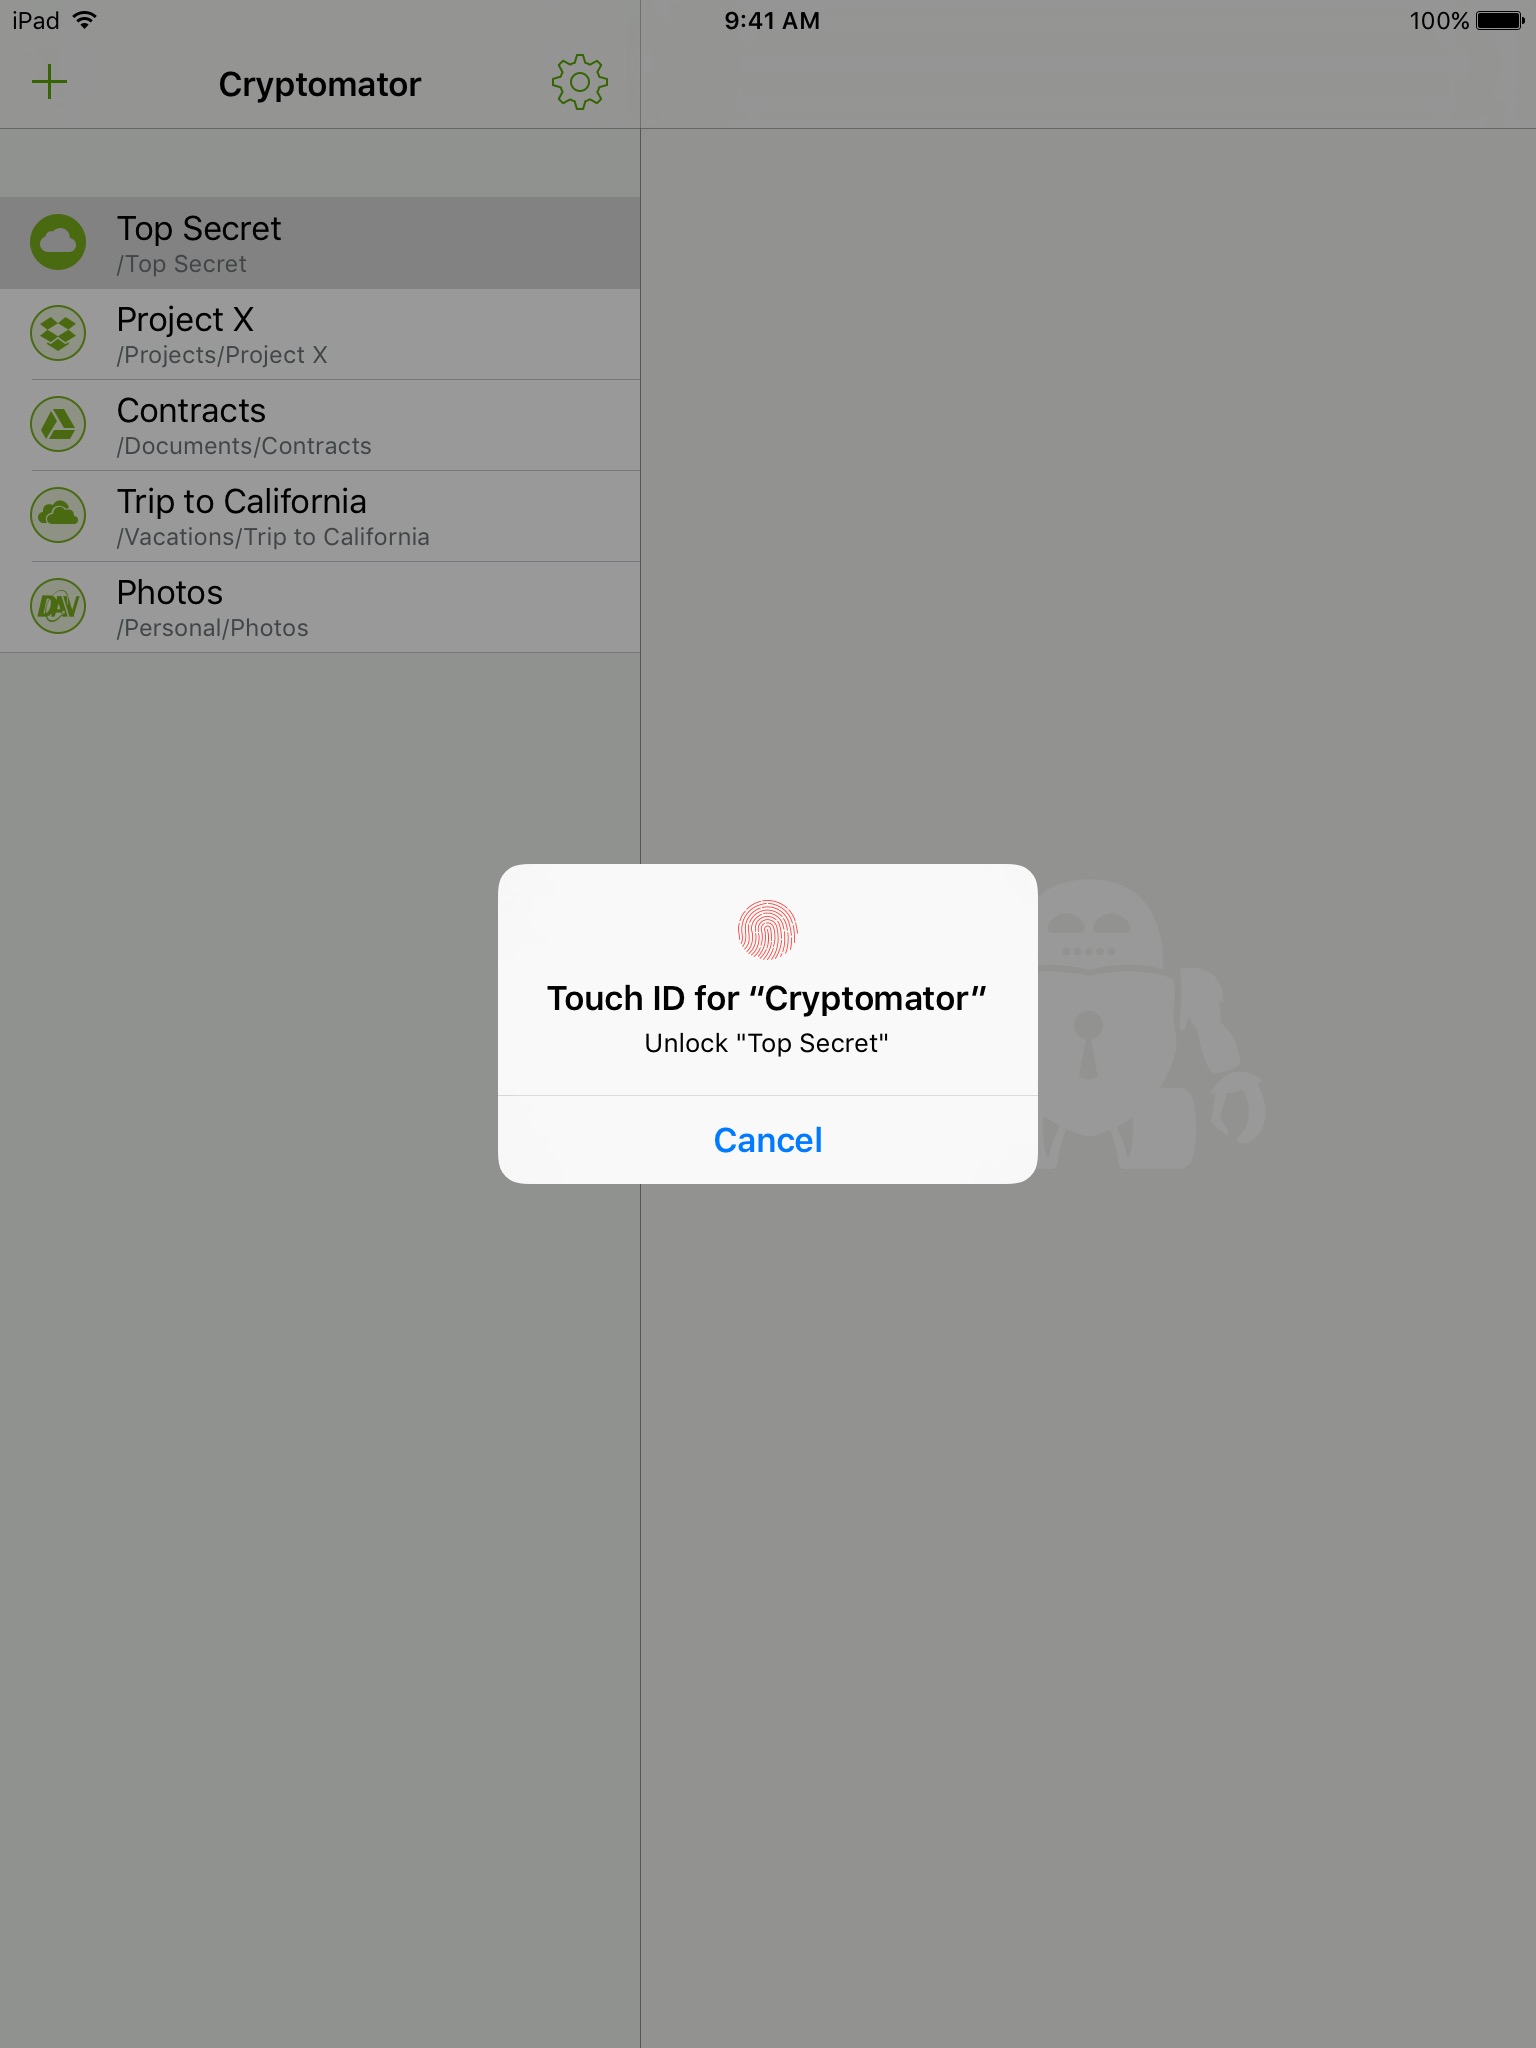 iPad 9:41 AM 100%
Cryptomator
Top Secret
/Top Secret
Project X
/Projects/Project X
Contracts
/Documents/Contracts
Trip to California
/Vacations/Trip to California
DAV
Photos
/Personal/Photos
Touch ID for “Cryptomator”
Unlock "Top Secret"
Cancel